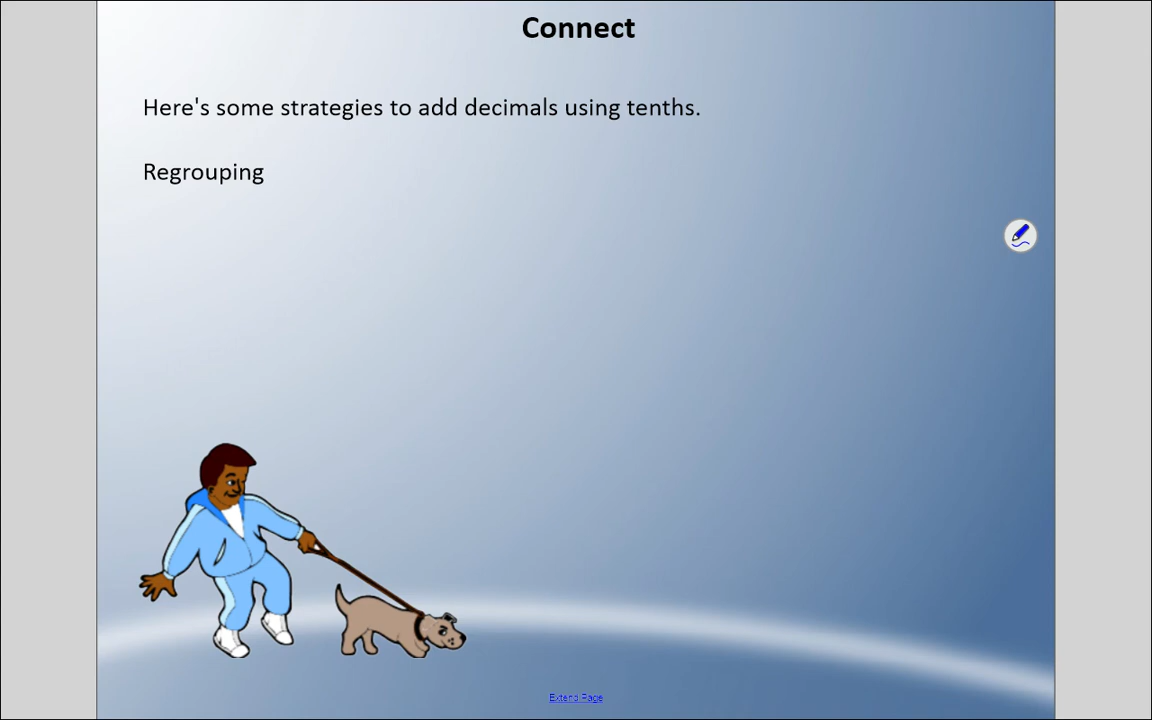 Connect
Here's some strategies to add decimals using tenths.
Regrouping
Extend Page